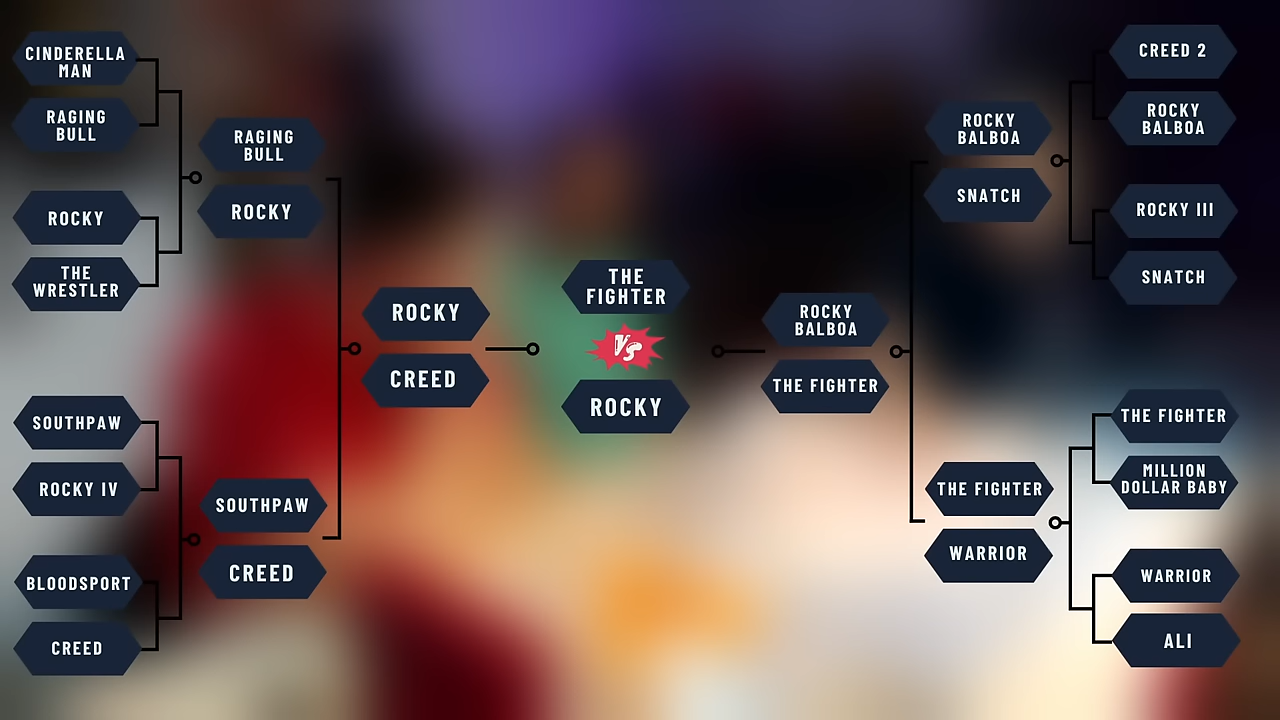 CINDERELLA
MAN
RAGING
BULL
ROCKY
THE
WRESTLER
SOUTHPAW
ROCKY IV
BLOODSPORT
CREED
RAGING
BULL
ROCKY
SOUTHPAW
CREED
ROCKY
CREED
THE
FIGHTER
VS
ROCKY
ROCKY
BALBOA
THE FIGHTER
ROCKY
BALBOA
SNATCH
THE FIGHTER
WARRIOR
CREED 2
ROCKY
BALBOA
ROCKY III
SNATCH
THE FIGHTER
MILLION
DOLLAR BABY
WARRIOR
ALI